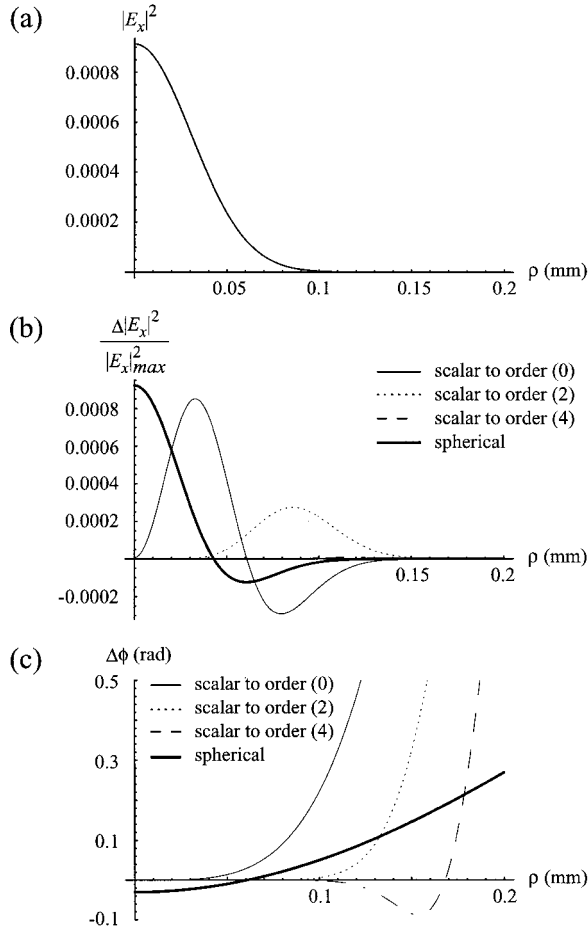 (a)
|E_x|^2
0.0008
0.0006
0.0004
0.0002
0.05
0.1
0.15
0.2
ρ (mm)
(b)
Δ|E_x|^2
|E_x|^2_max
0.0008
0.0006
0.0004
0.0002
-0.0002
scalar to order (0)
scalar to order (2)
scalar to order (4)
spherical
0.15
0.2
ρ (mm)
(c)
Δϕ (rad)
0.5
0.3
0.1
-0.1
scalar to order (0)
scalar to order (2)
scalar to order (4)
spherical
0.1
0.2
ρ (mm)